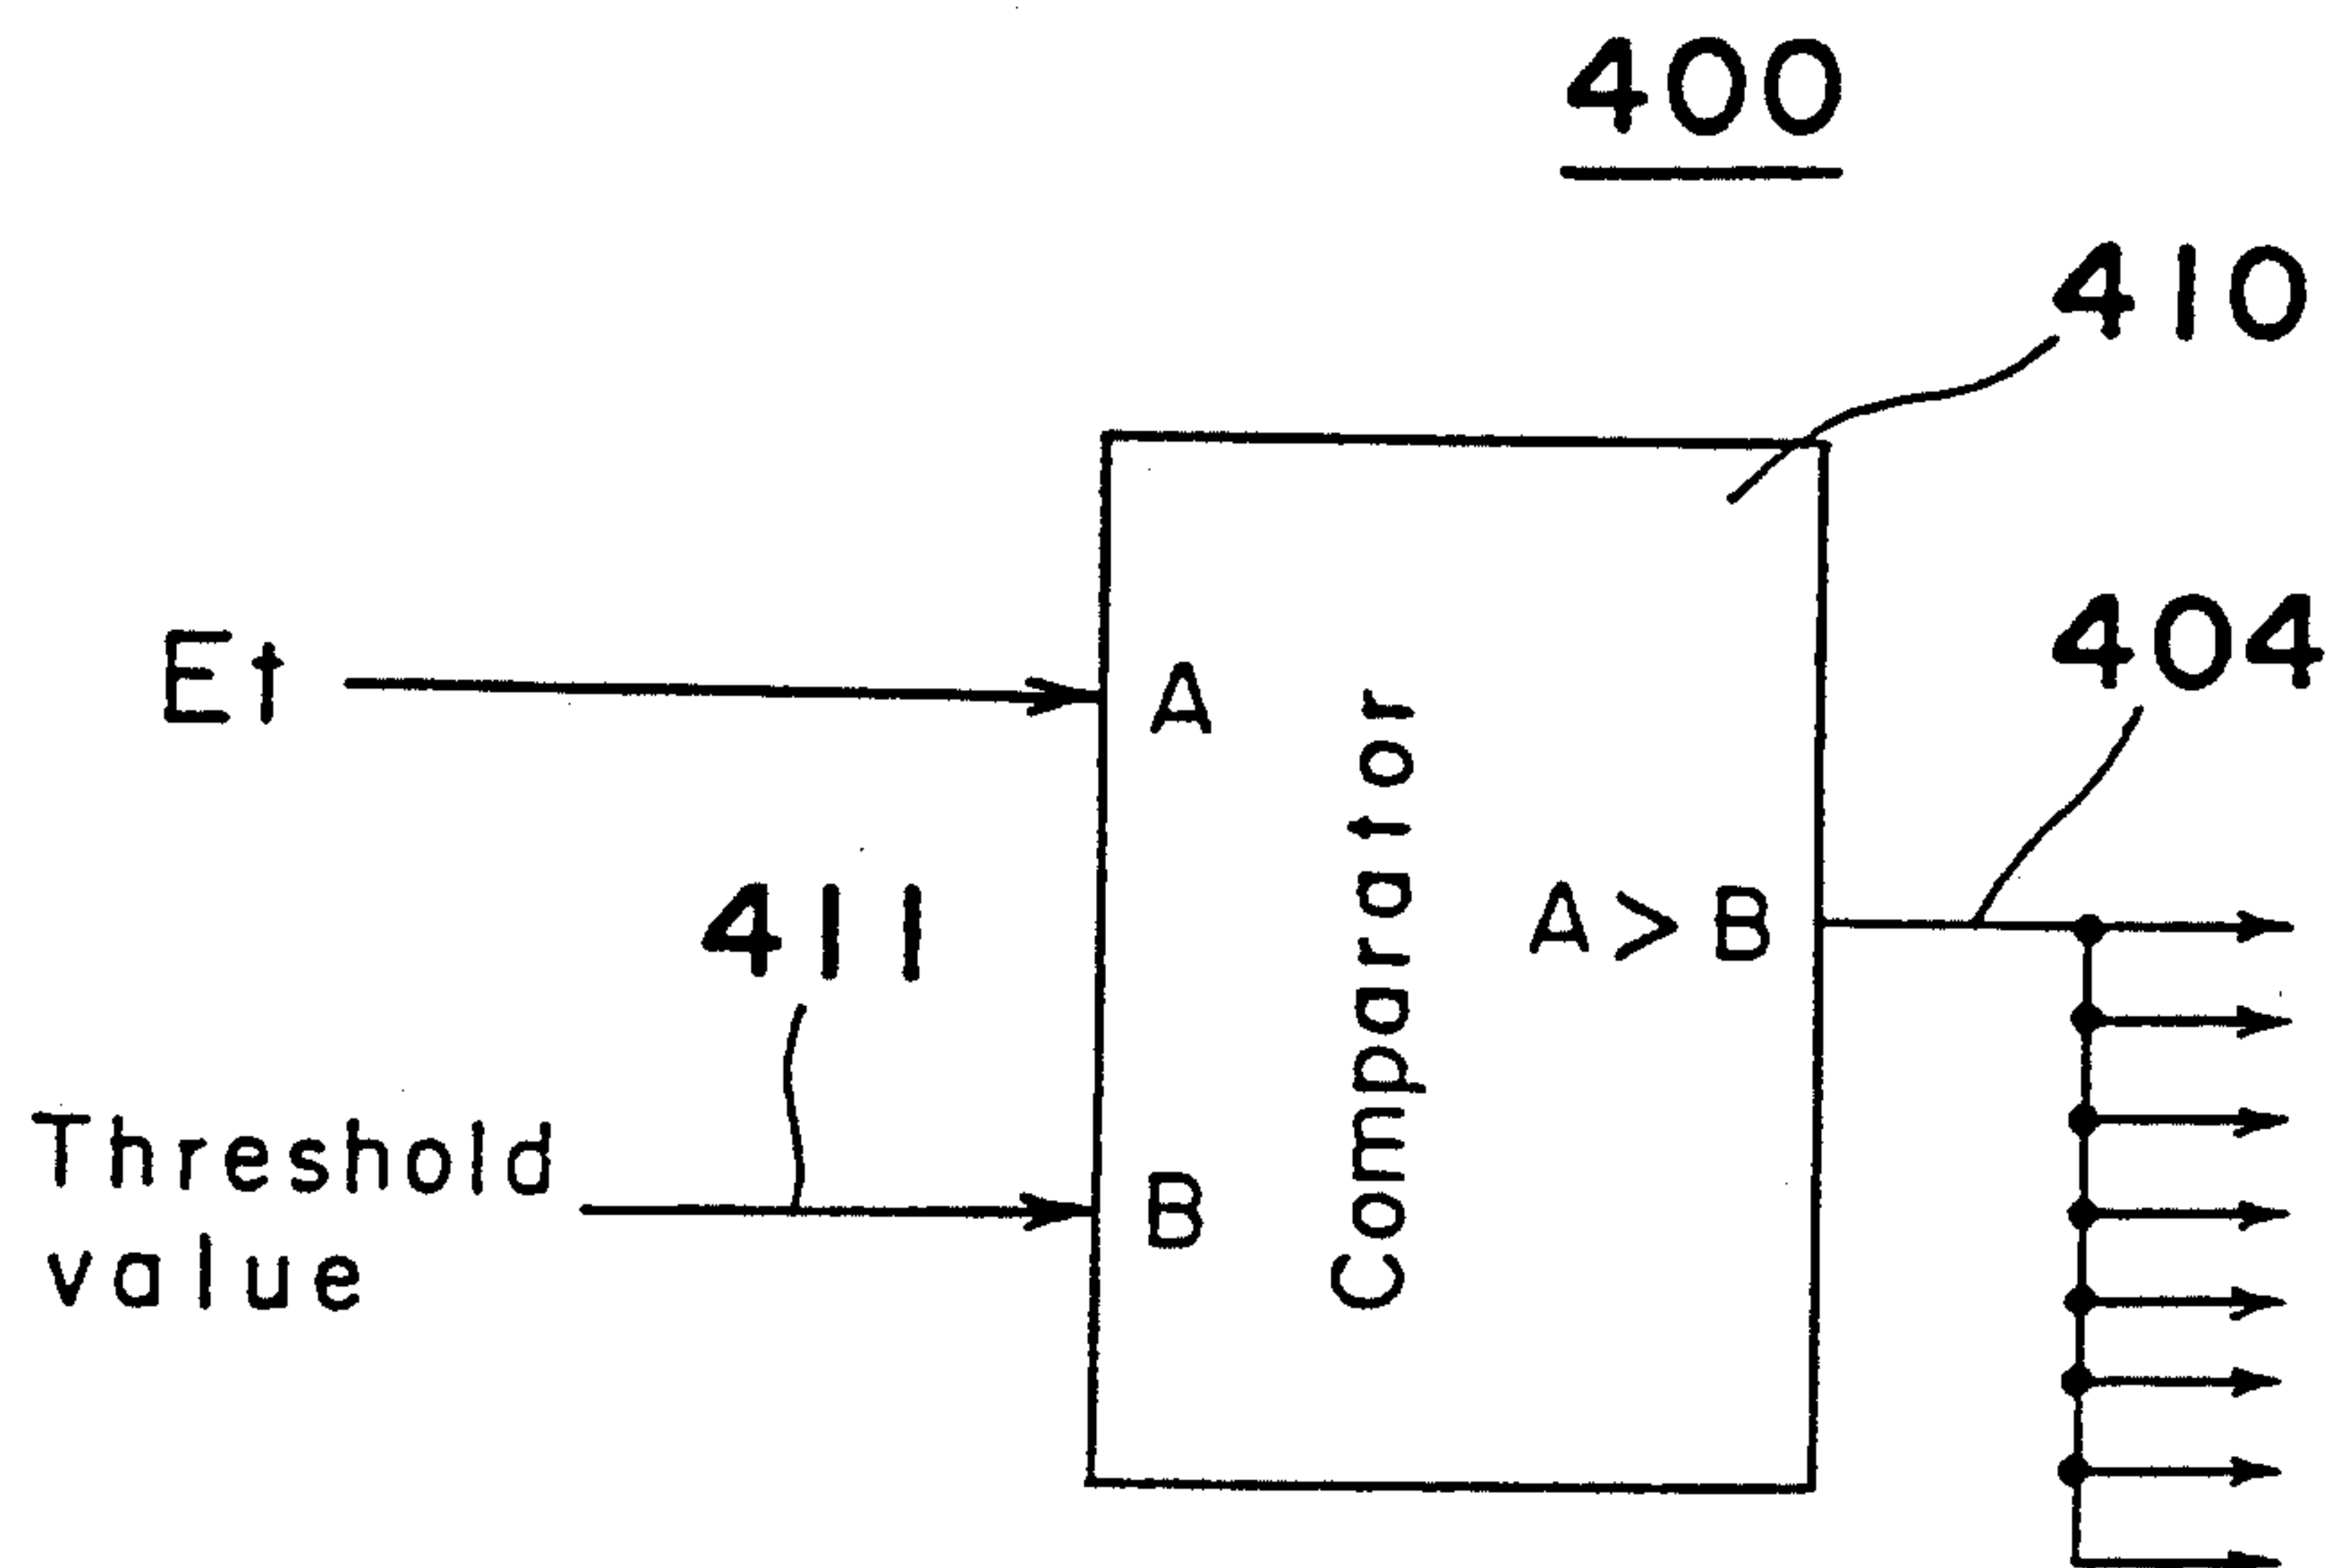 400
410
Et
A
404
Comparator
411
A>B
Threshold
value
B